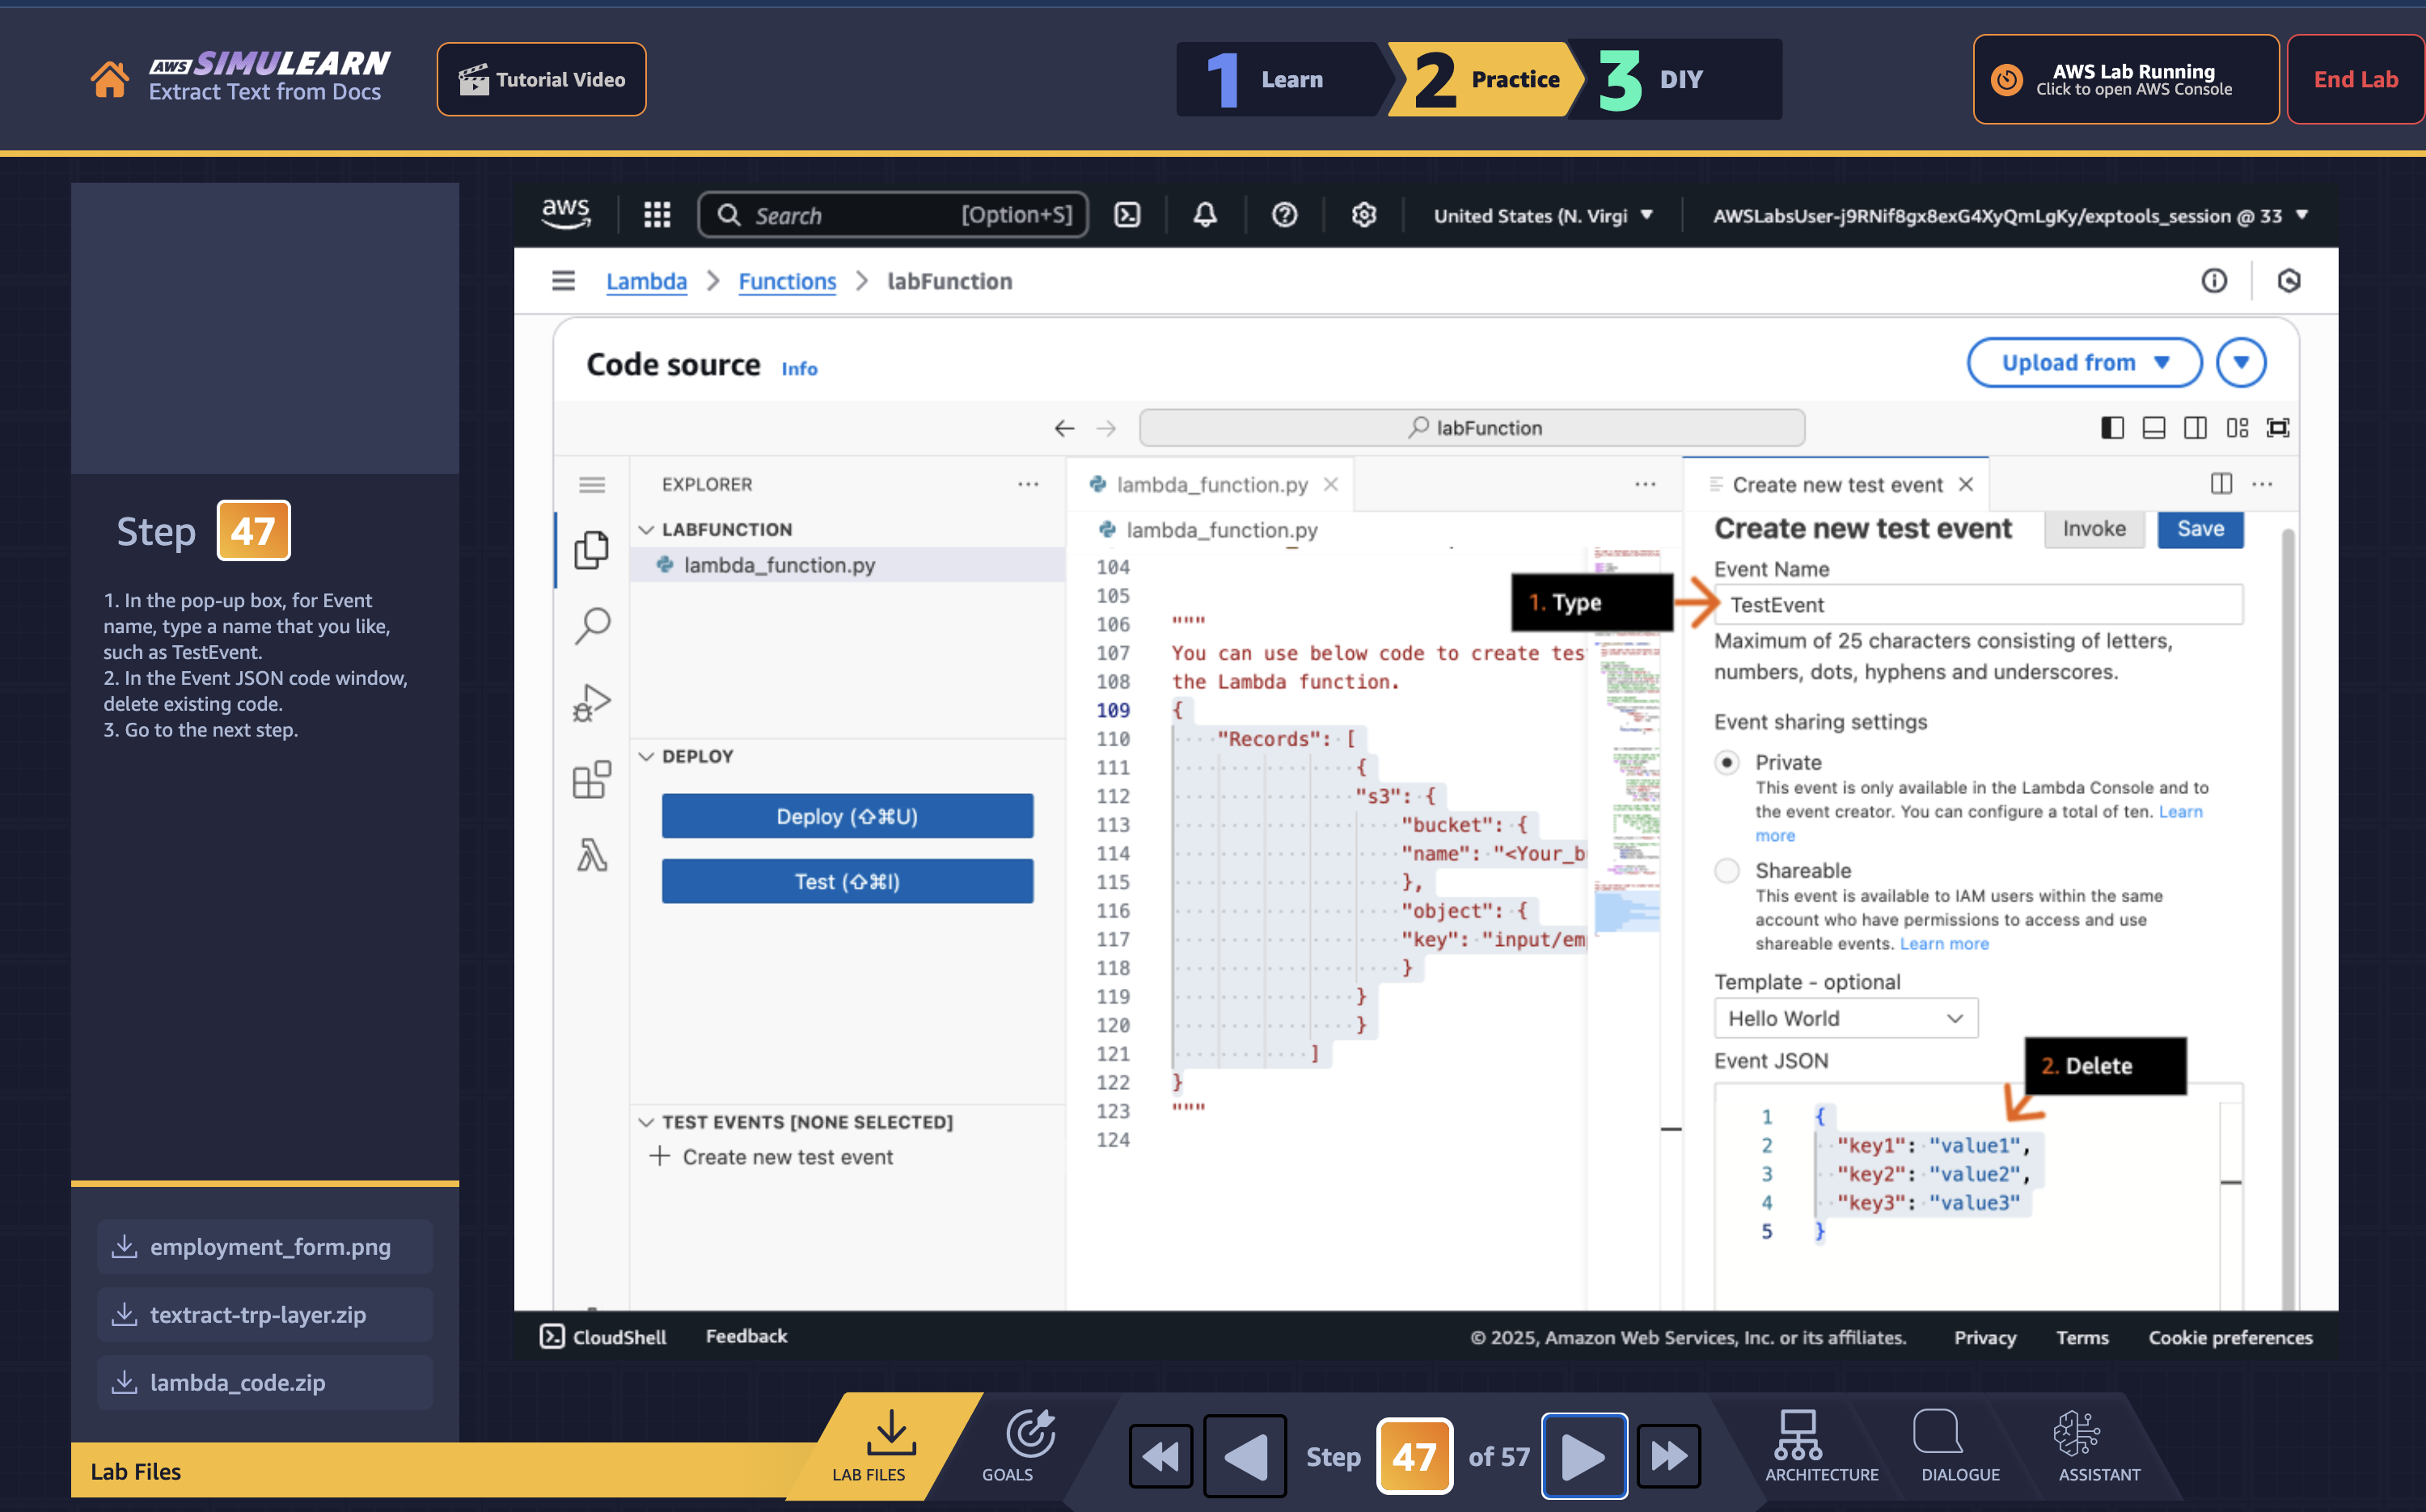 aws SIMULEARN
Extract Text from Docs
Tutorial Video
1 Learn
2 Practice
3 DIY
AWS Lab Running
Click to open AWS Console
End Lab
Step 47
1. In the pop-up box, for Event
name, type a name that you like,
such as TestEvent.
2. In the Event JSON code window,
delete existing code.
3. Go to the next step.
employment_form.png
textract-trp-layer.zip
lambda_code.zip
Lab Files
aws
Search [Option+S]
United States (N. Virgi
AWSLabsUser-j9RNif8gx8exG4XyQmLgKy/exptools_session @ 33
Lambda > Functions > labFunction
Code source Info
Upload from
labFunction
EXPLORER
LABFUNCTION
lambda_function.py
DEPLOY
Deploy (⇧⌘U)
Test (⇧⌘I)
TEST EVENTS [NONE SELECTED]
+ Create new test event
lambda_function.py
lambda_function.py
104
105
106 """
107 You can use below code to create tes
108 the Lambda function.
109 {
110 "Records": [
111 {
112 "s3": {
113 "bucket": {
114 "name": "<Your_b
115 },
116 "object": {
117 "key": "input/em
118 }
119 }
120 }
121 ]
122 }
123 """
124
Create new test event
Create new test event
Invoke
Save
Event Name
1. Type
TestEvent
Maximum of 25 characters consisting of letters,
numbers, dots, hyphens and underscores.
Event sharing settings
Private
This event is only available in the Lambda Console and to
the event creator. You can configure a total of ten. Learn
more
Shareable
This event is available to IAM users within the same
account who have permissions to access and use
shareable events. Learn more
Template - optional
Hello World
Event JSON
2. Delete
1 {
2 "key1": "value1",
3 "key2": "value2",
4 "key3": "value3"
5 }
CloudShell
Feedback
© 2025, Amazon Web Services, Inc. or its affiliates.
Privacy
Terms
Cookie preferences
LAB FILES
GOALS
Step 47 of 57
ARCHITECTURE
DIALOGUE
ASSISTANT